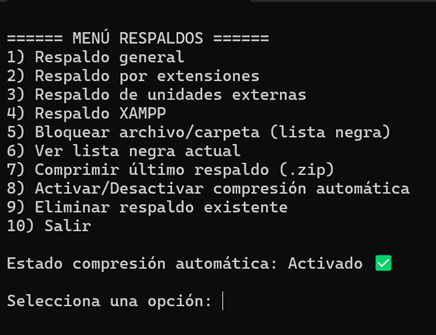 ====== MENÚ RESPALDOS ======
1) Respaldo general
2) Respaldo por extensiones
3) Respaldo de unidades externas
4) Respaldo XAMPP
5) Bloquear archivo/carpeta (lista negra)
6) Ver lista negra actual
7) Comprimir último respaldo (.zip)
8) Activar/Desactivar compresión automática
9) Eliminar respaldo existente
10) Salir
Estado compresión automática: Activado ✅
Selecciona una opción: